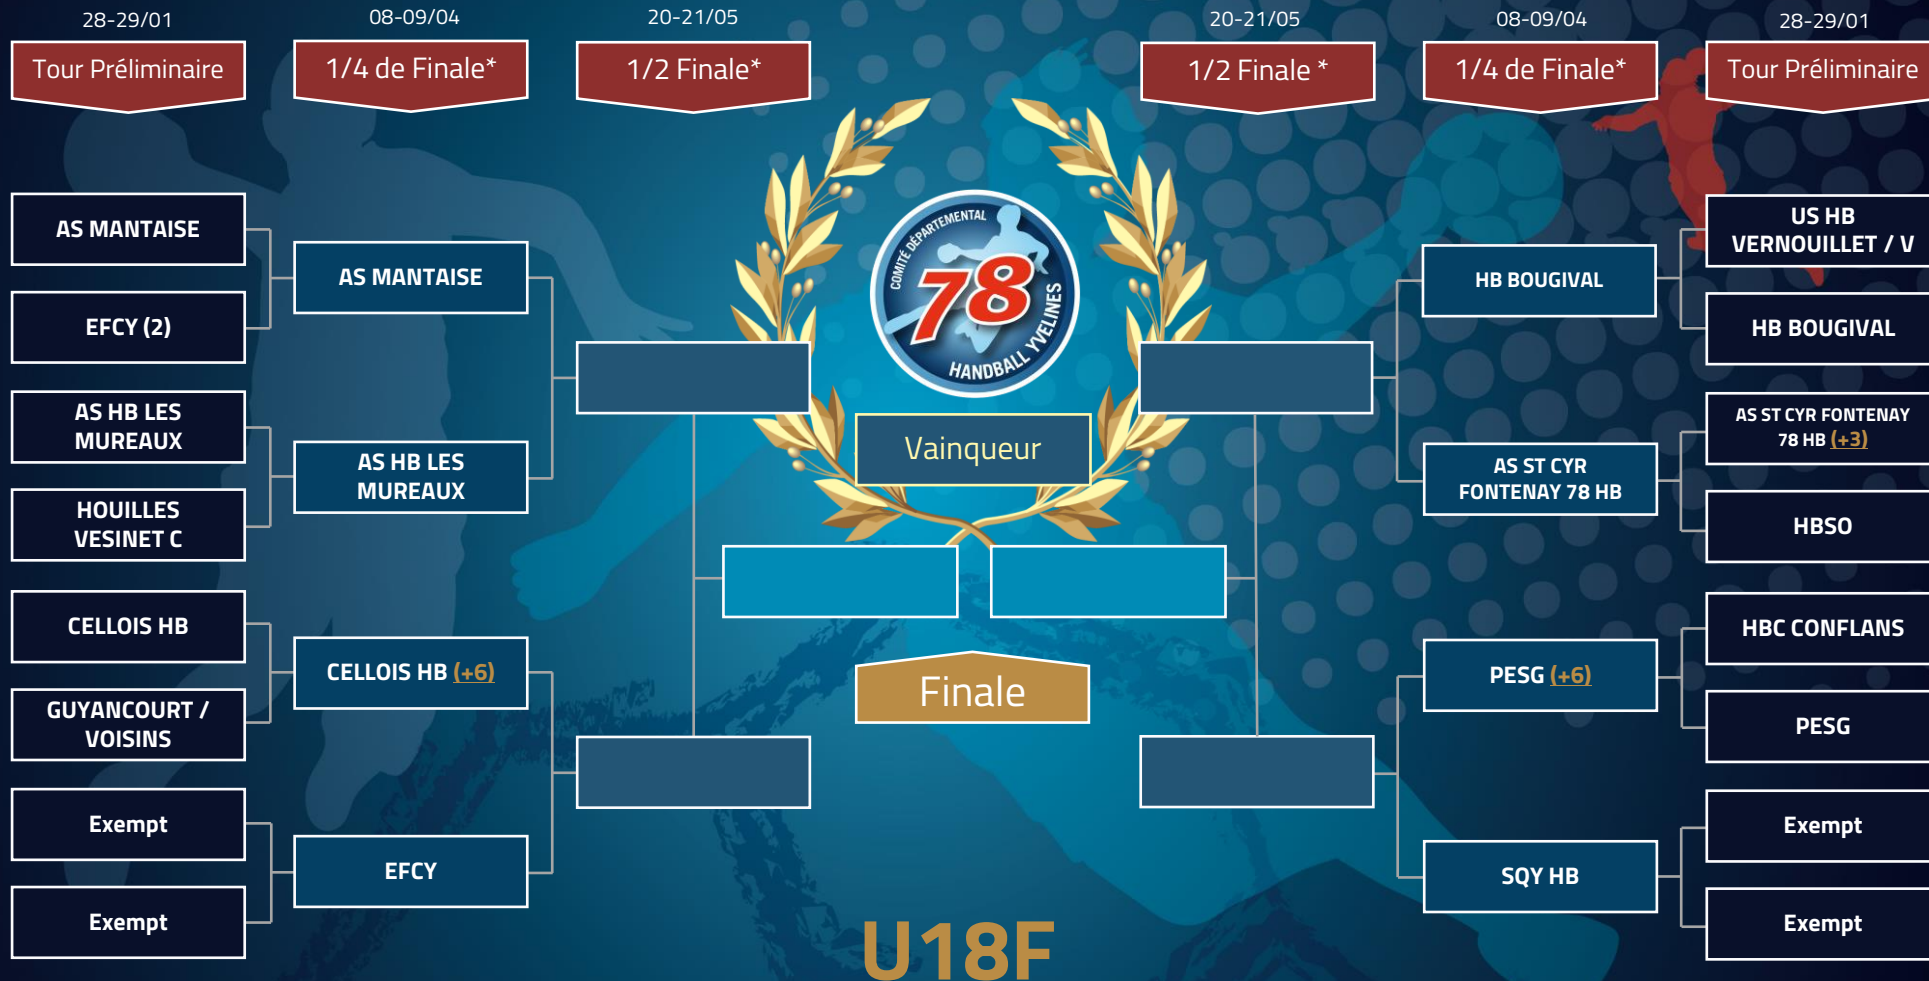 28-29/01
08-09/04
20-21/05
20-21/05
08-09/04
28-29/01
Tour Préliminaire
1/4 de Finale*
1/2 Finale*
1/2 Finale *
1/4 de Finale*
Tour Préliminaire
AS MANTAISE
EFCY (2)
AS HB LES
MUREAUX
HOUILLES
VESINET C
CELLOIS HB
GUYANCOURT /
VOISINS
Exempt
Exempt
AS MANTAISE
AS HB LES
MUREAUX
CELLOIS HB (+6)
EFCY
COMITÉ DÉPARTEMENTAL
78
HANDBALL YVELINES
Vainqueur
Finale
HB BOUGIVAL
AS ST CYR
FONTENAY 78 HB
PESG (+6)
SQY HB
US HB
VERNOUILLET / V
HB BOUGIVAL
AS ST CYR FONTENAY
78 HB (+3)
HBSO
HBC CONFLANS
PESG
Exempt
Exempt
U18F